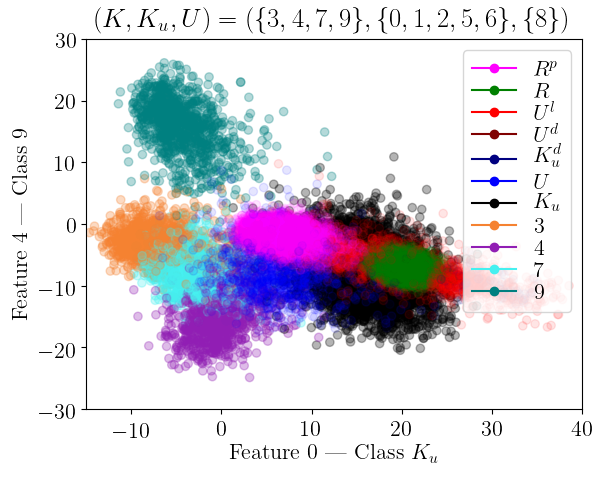 (K, K_u, U) = ({3, 4, 7, 9}, {0, 1, 2, 5, 6}, {8})
30
20
10
0
−10
−20
−30
Feature 4 — Class 9
R^p
R
U^l
U^d
K_u^d
U
K_u
3
4
7
9
−10
0
10
20
30
40
Feature 0 — Class K_u